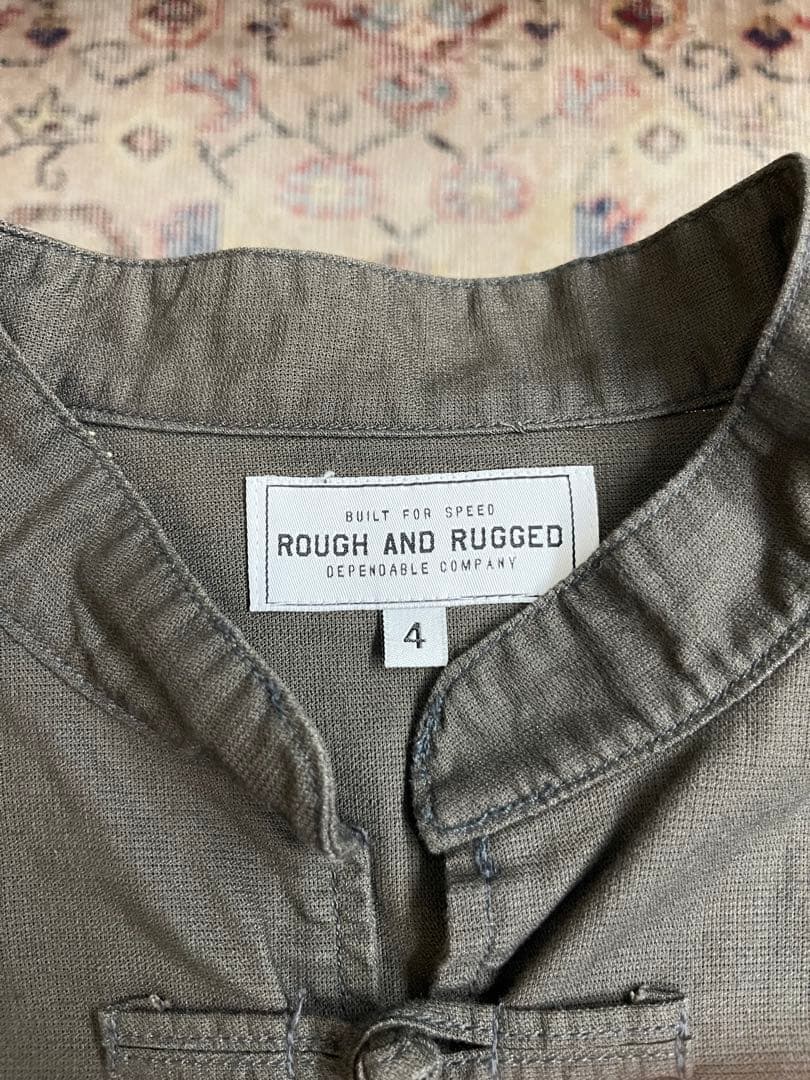 BUILT FOR SPEED
ROUGH AND RUGGED
DEPENDABLE COMPANY
4